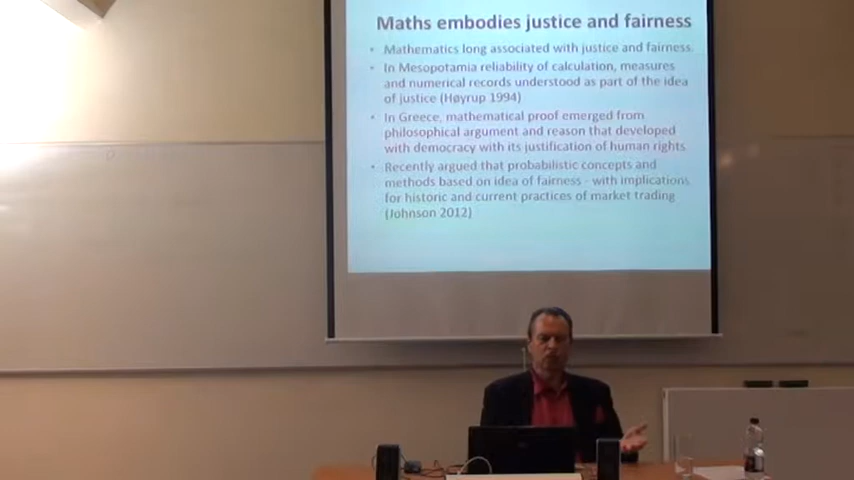 Maths embodies justice and fairness
• Mathematics long associated with justice and fairness.
• In Mesopotamia reliability of calculation, measures
and numerical records understood as part of the idea
of justice (Høyrup 1994)
• In Greece, mathematical proof emerged from
philosophical argument and reason that developed
with democracy with its justification of human rights.
• Recently argued that probabilistic concepts and
methods based on idea of fairness - with implications
for historic and current practices of market trading
(Johnson 2012)